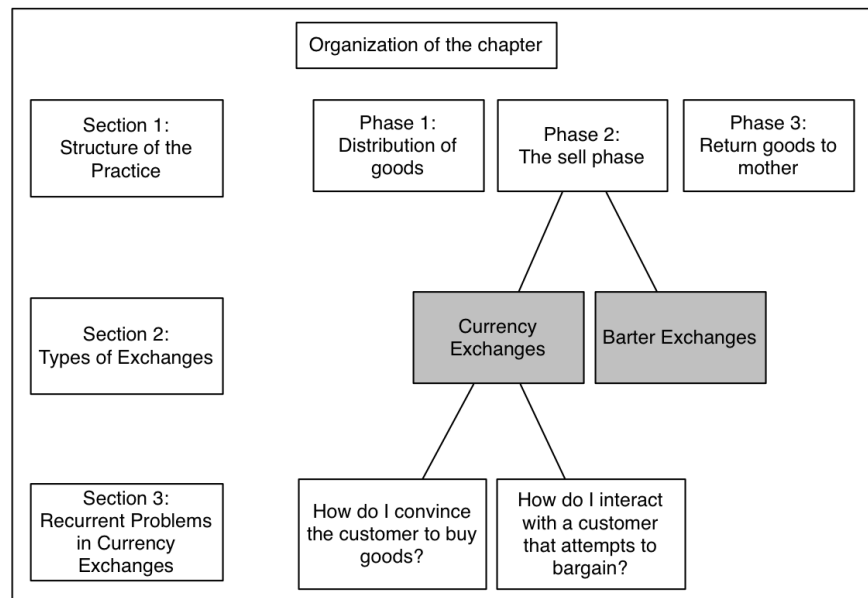 Organization of the chapter
Section 1:
Structure of the
Practice
Phase 1:
Distribution of
goods
Phase 2:
The sell phase
Phase 3:
Return goods to
mother
Section 2:
Types of Exchanges
Currency
Exchanges
Barter Exchanges
Section 3:
Recurrent Problems
in Currency
Exchanges
How do I convince
the customer to buy
goods?
How do I interact
with a customer
that attempts to
bargain?